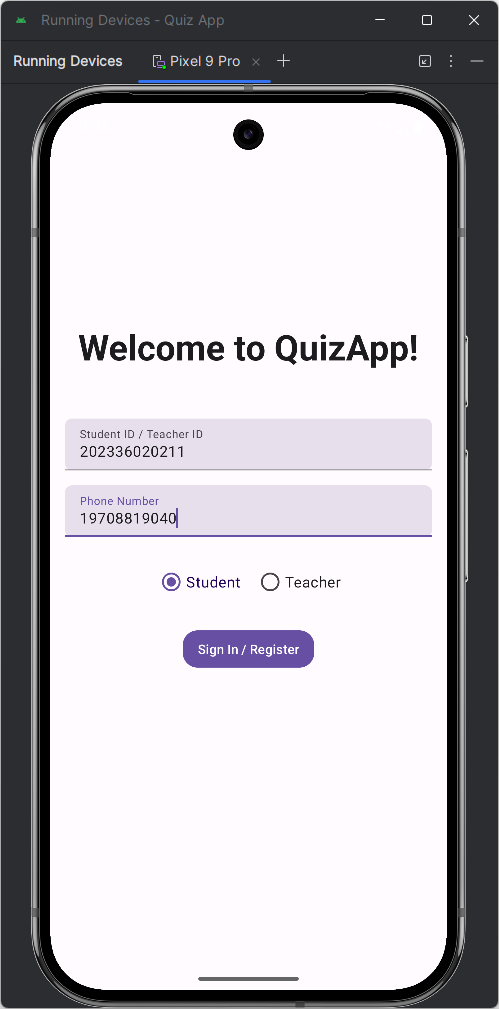 Running Devices - Quiz App
Running Devices
Pixel 9 Pro
Welcome to QuizApp!
Student ID / Teacher ID
202336020211
Phone Number
19708819040
Student
Teacher
Sign In / Register